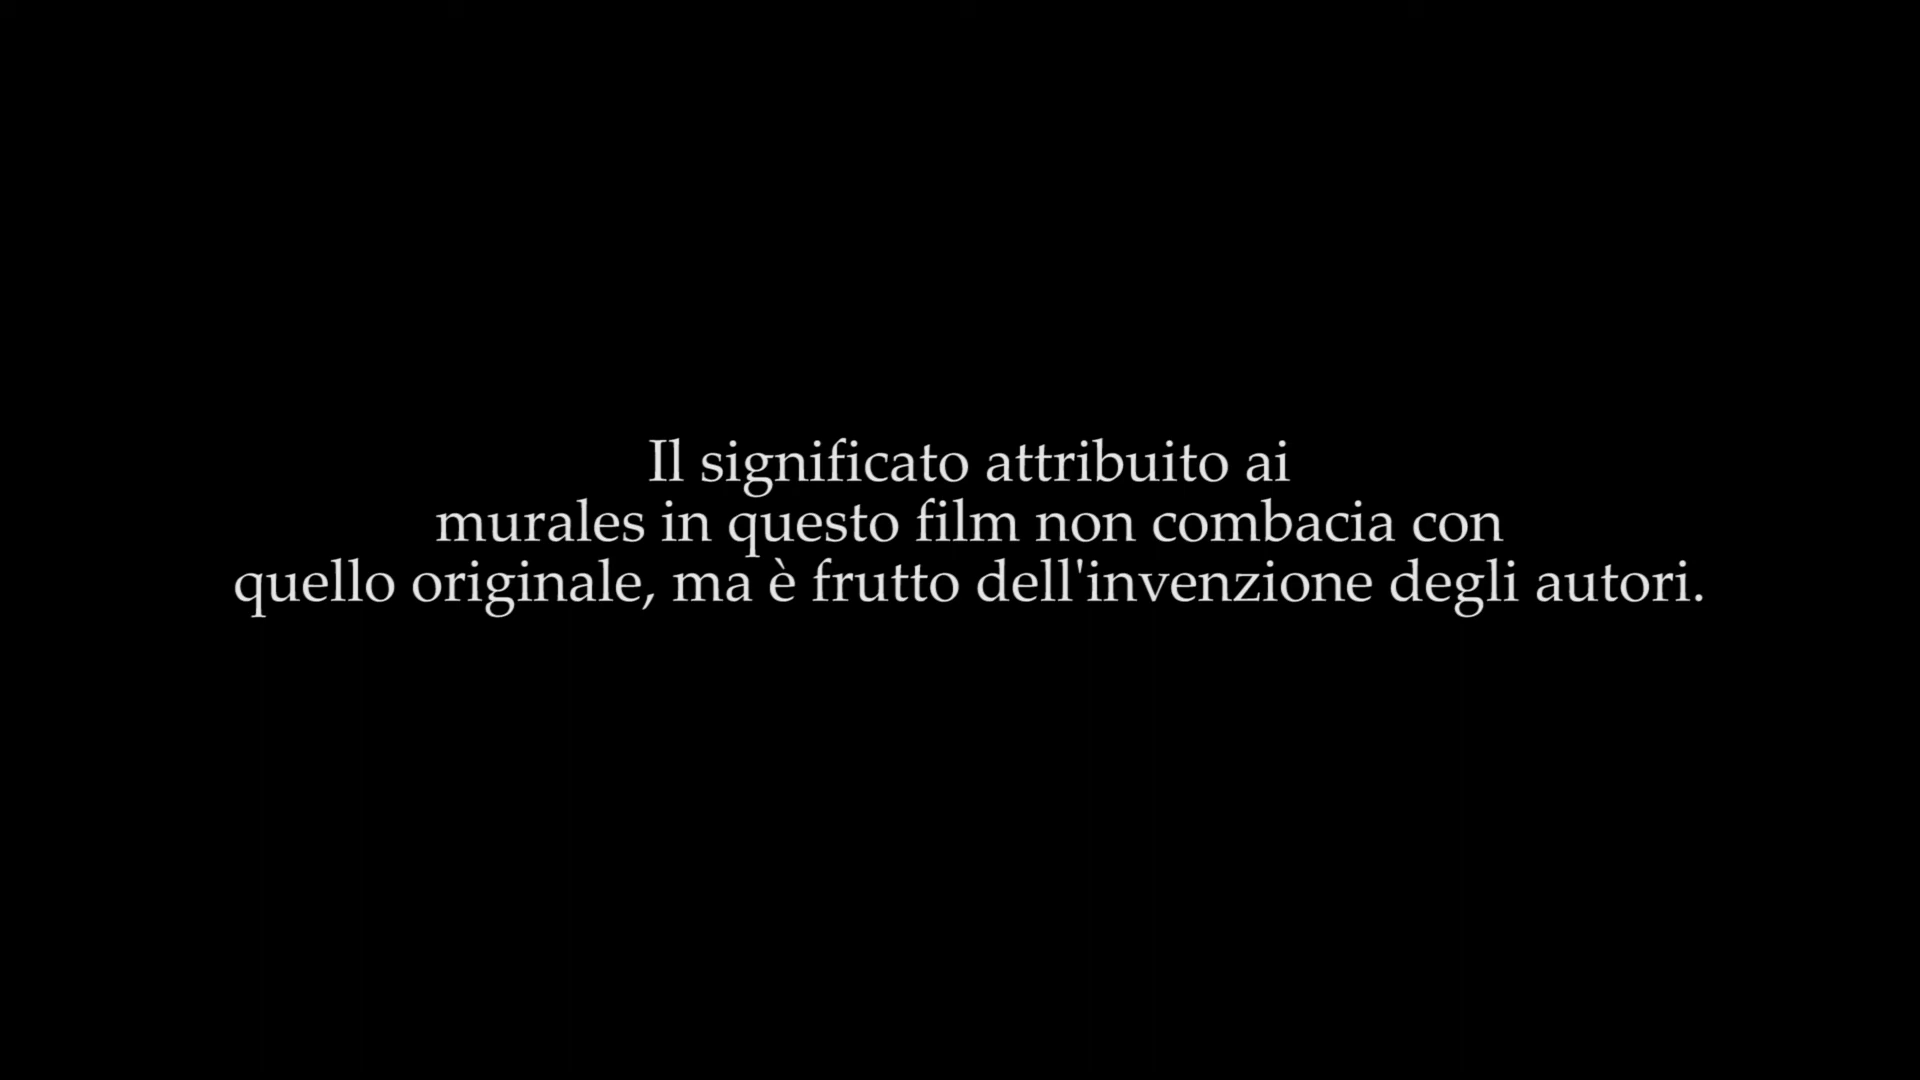 Il significato attribuito ai
murales in questo film non combacia con
quello originale, ma è frutto dell'invenzione degli autori.